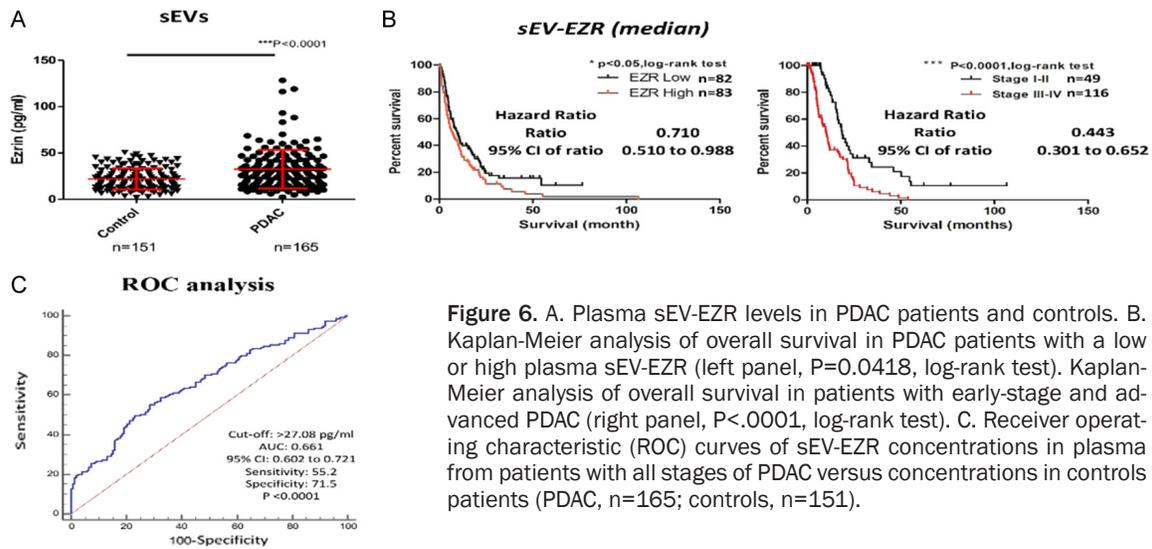 A
sEVs
***P<0.0001
Ezrin (pg/ml)
150
100
50
0
Control
PDAC
n=151
n=165
B
sEV-EZR (median)
* p<0.05,log-rank test
EZR Low n=82
EZR High n=83
Hazard Ratio
Ratio 0.710
95% CI of ratio 0.510 to 0.988
Percent survival
100
80
60
40
20
0
0 50 100 150
Survival (month)
*** P<0.0001,log-rank test
Stage I-II n=49
Stage III-IV n=116
Hazard Ratio
Ratio 0.443
95% CI of ratio 0.301 to 0.652
Percent survival
100
80
60
40
20
0
0 50 100 150
Survival (months)
C
ROC analysis
Sensitivity
100
80
60
40
20
0
Cut-off: >27.08 pg/ml
AUC: 0.661
95% CI: 0.602 to 0.721
Sensitivity: 55.2
Specificity: 71.5
P <0.0001
0 20 40 60 80 100
100-Specificity
Figure 6. A. Plasma sEV-EZR levels in PDAC patients and controls. B.
Kaplan-Meier analysis of overall survival in PDAC patients with a low
or high plasma sEV-EZR (left panel, P=0.0418, log-rank test). Kaplan-
Meier analysis of overall survival in patients with early-stage and ad-
vanced PDAC (right panel, P<.0001, log-rank test). C. Receiver operat-
ing characteristic (ROC) curves of sEV-EZR concentrations in plasma
from patients with all stages of PDAC versus concentrations in controls
patients (PDAC, n=165; controls, n=151).